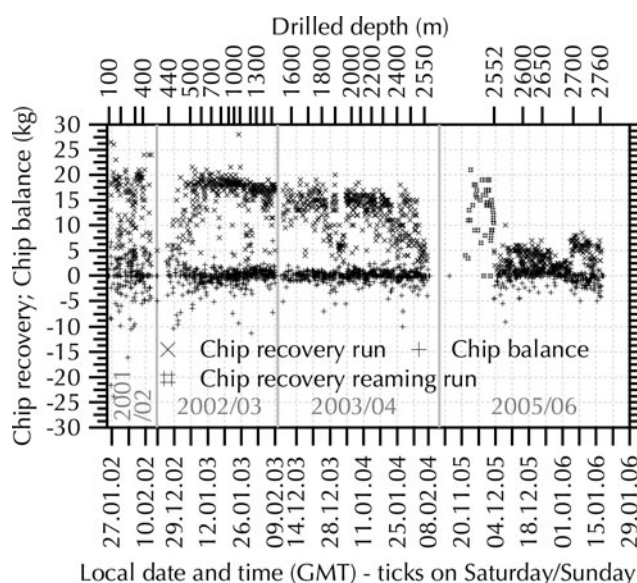 Drilled depth (m)
100 400 440 500 700 1000 1300 1600 1800 2000 2200 2400 2550 2552 2600 2650 2700 2760
Chip recovery; Chip balance (kg)
30
25
20
15
10
5
0
-5
-10
-15
-20
-25
-30
× Chip recovery run + Chip balance
# Chip recovery reaming run
2001
/02
2002/03 2003/04 2005/06
27.01.02 10.02.02 29.12.02 12.01.03 26.01.03 09.02.03 14.12.03 11.01.04 25.01.04 08.02.04 20.11.05 04.12.05 18.12.05 01.01.06 15.01.06 29.01.06
Local date and time (GMT) - ticks on Saturday/Sunday